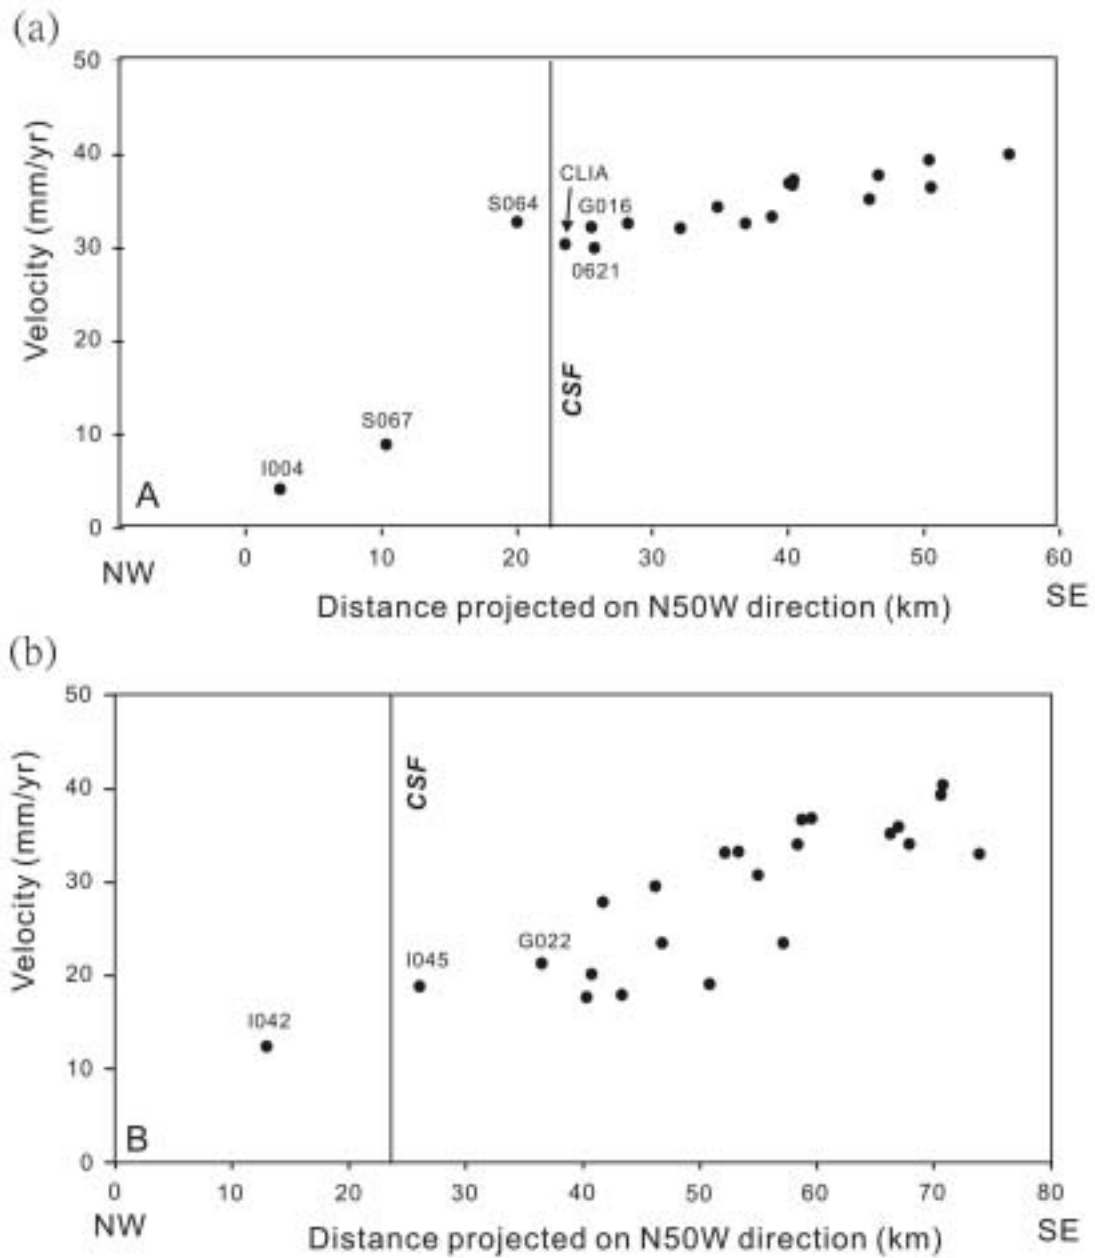 (a)
50
40
30
20
10
0
Velocity (mm/yr)
CLIA
S064
G016
0621
CSF
S067
I004
A
0 10 20 30 40 50 60
NW
SE
Distance projected on N50W direction (km)
(b)
50
40
30
20
10
0
Velocity (mm/yr)
CSF
G022
I045
I042
B
0 10 20 30 40 50 60 70 80
NW
SE
Distance projected on N50W direction (km)